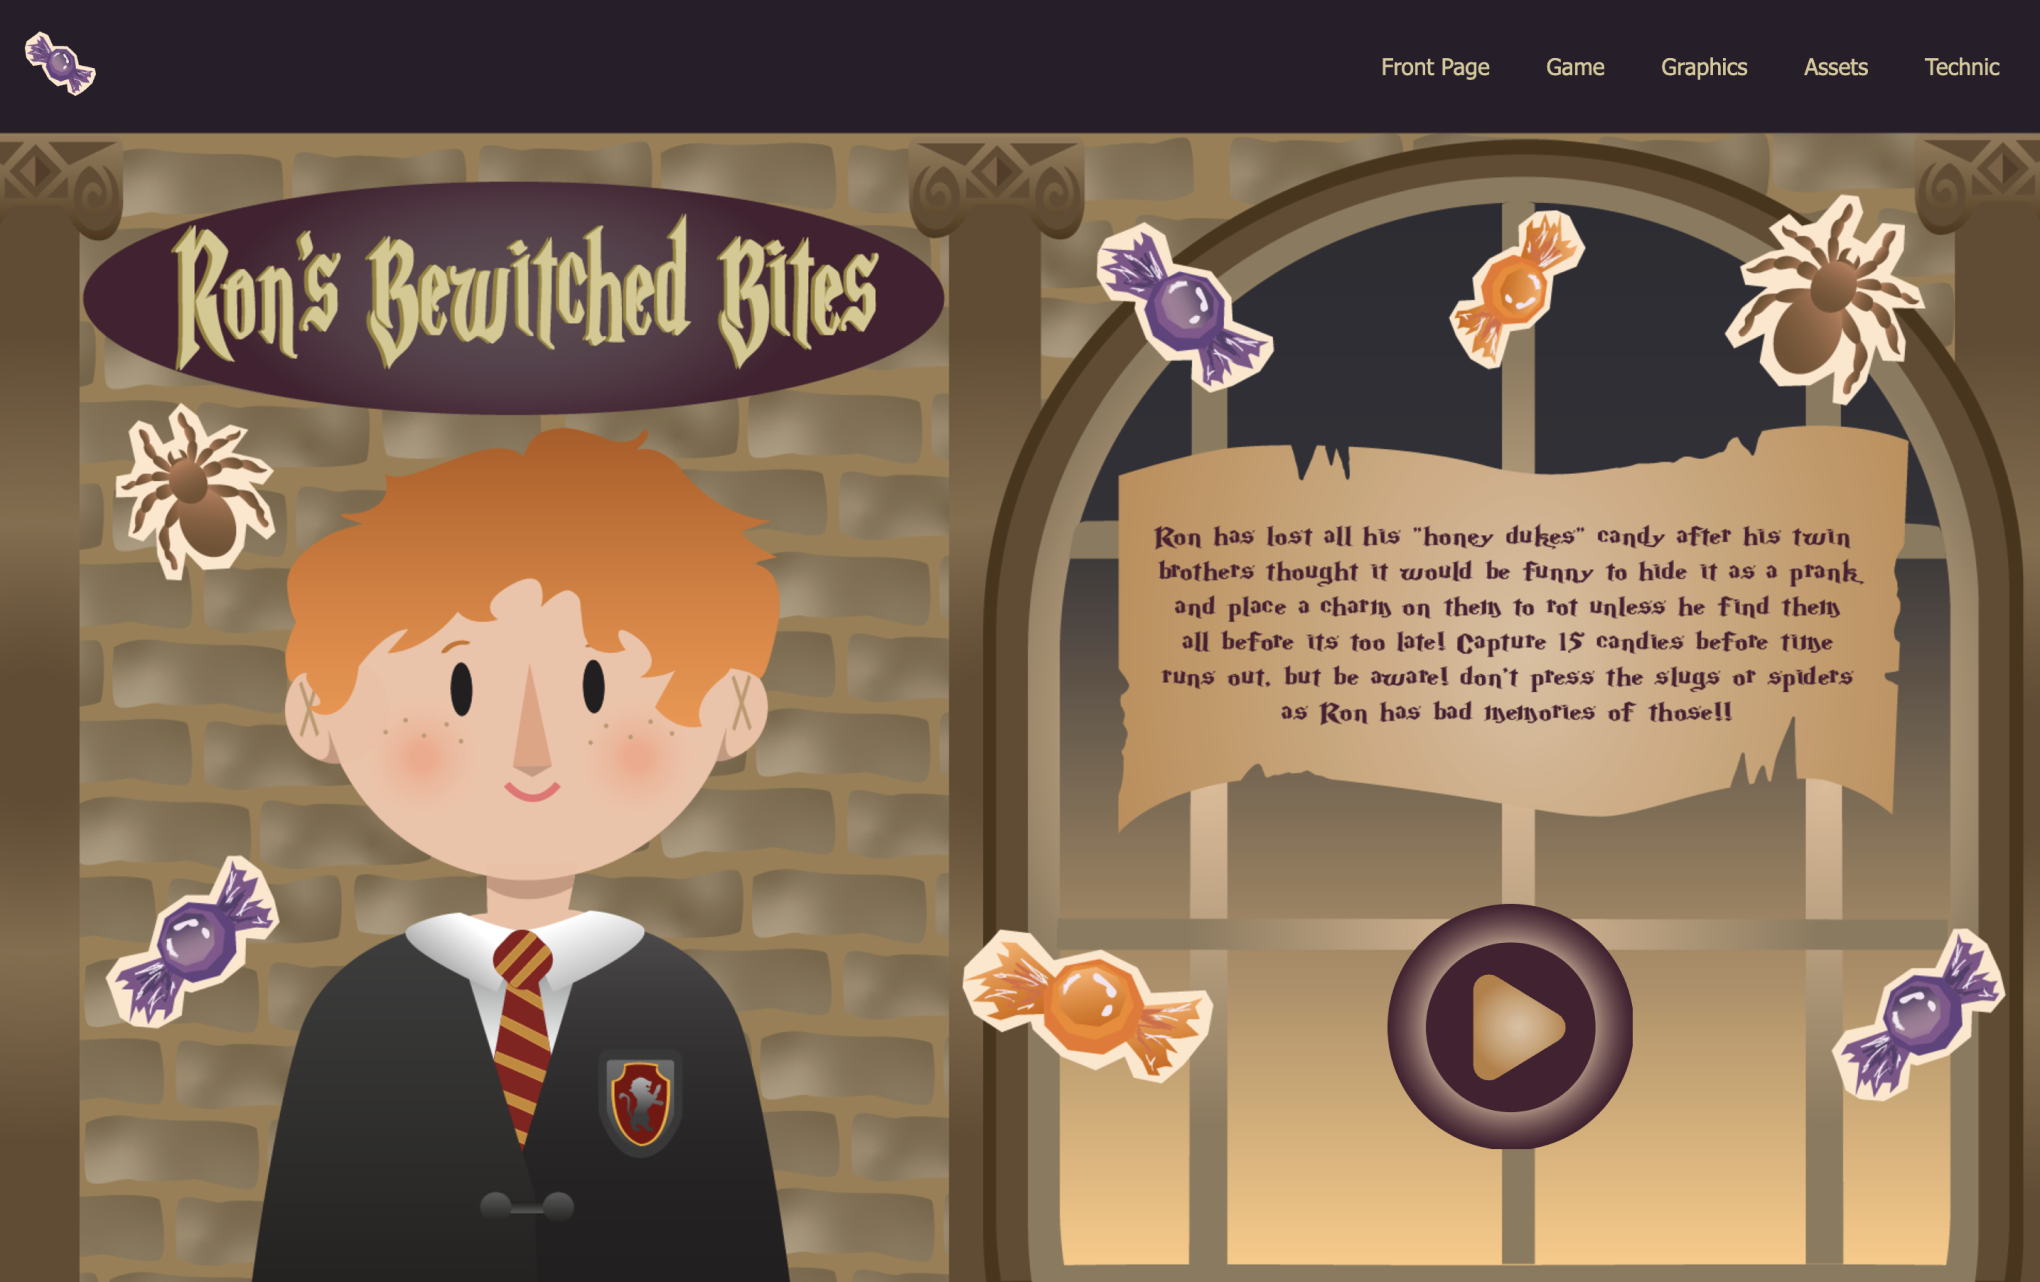 Front Page Game Graphics Assets Technic
Ron's Bewitched Bites
Ron has lost all his "honey dukes" candy after his twin
brothers thought it would be funny to hide it as a prank
and place a charm on them to rot unless he find them
all before its too late! Capture 15 candies before time
runs out, but be aware! don't press the slugs or spiders
as Ron has bad memories of those!!